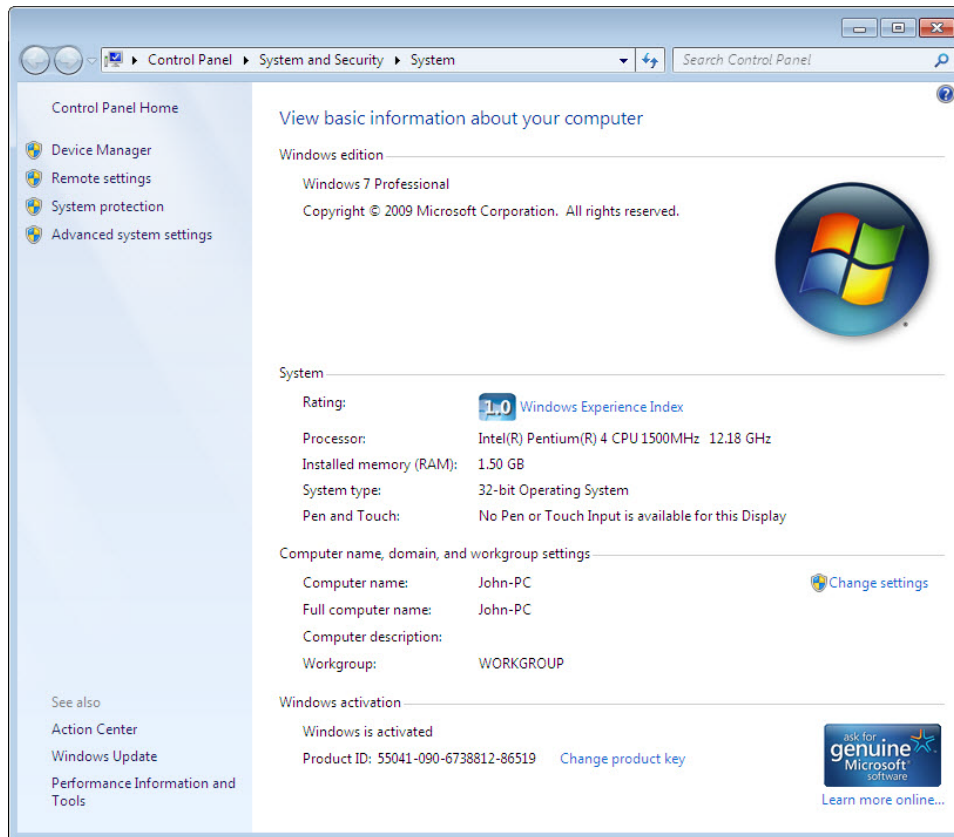 Control Panel ▸ System and Security ▸ System
Search Control Panel
Control Panel Home
Device Manager
Remote settings
System protection
Advanced system settings
See also
Action Center
Windows Update
Performance Information and
Tools
View basic information about your computer
Windows edition
Windows 7 Professional
Copyright © 2009 Microsoft Corporation. All rights reserved.
System
Rating:
1.0 Windows Experience Index
Processor: Intel(R) Pentium(R) 4 CPU 1500MHz 12.18 GHz
Installed memory (RAM): 1.50 GB
System type: 32-bit Operating System
Pen and Touch: No Pen or Touch Input is available for this Display
Computer name, domain, and workgroup settings
Computer name: John-PC
Change settings
Full computer name: John-PC
Computer description:
Workgroup: WORKGROUP
Windows activation
Windows is activated
Product ID: 55041-090-6738812-86519 Change product key
ask for
genuine
Microsoft
software
Learn more online...